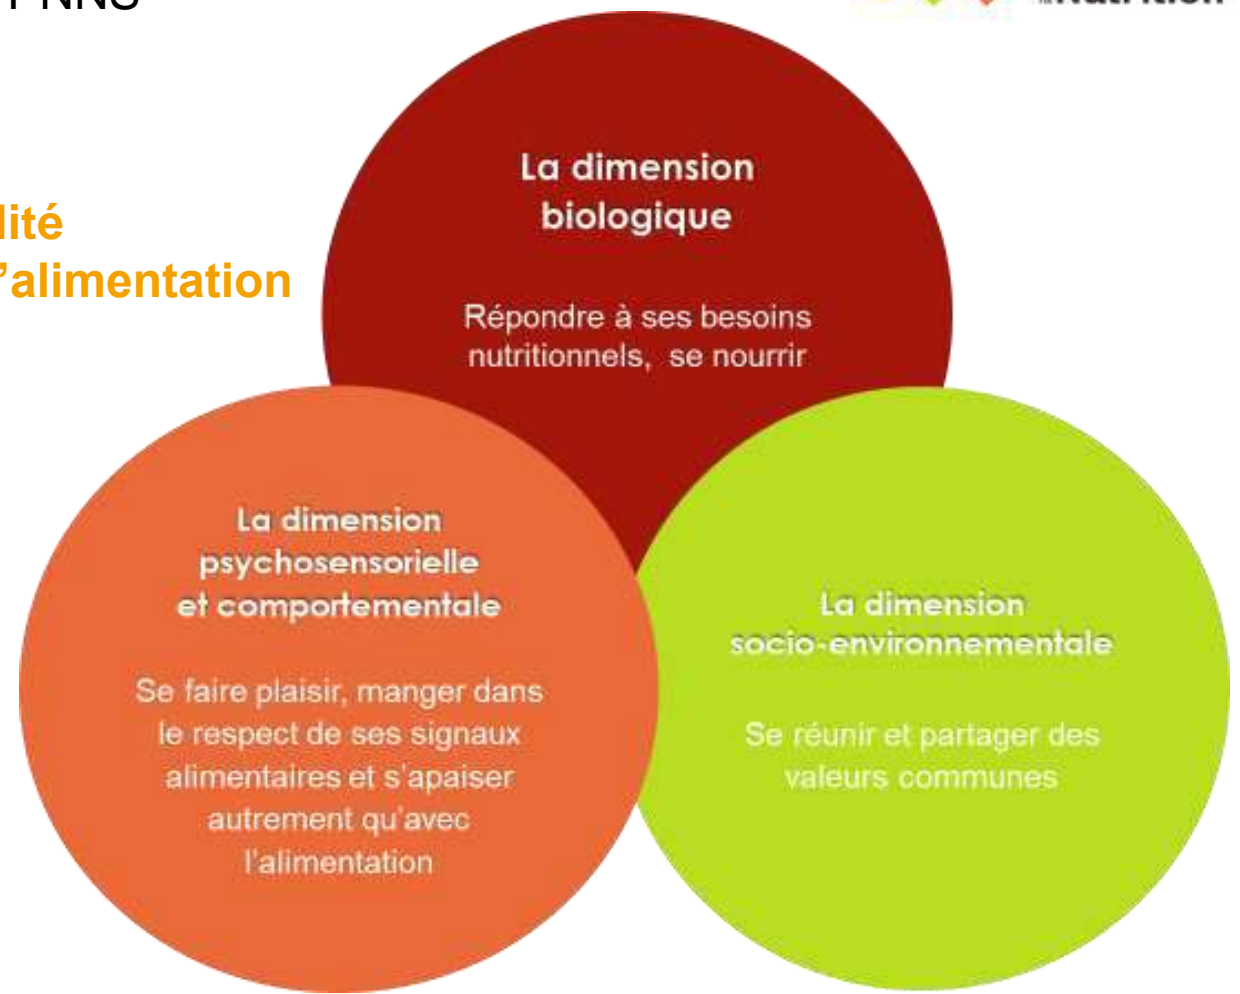 PNNS
Nutrition
lité
l'alimentation
La dimension
biologique
Répondre à ses besoins
nutritionnels, se nourrir
La dimension
psychosensorielle
et comportementale
Se faire plaisir, manger dans
le respect de ses signaux
alimentaires et s'apaiser
autrement qu'avec
l'alimentation
La dimension
socio-environnementale
Se réunir et partager des
valeurs communes